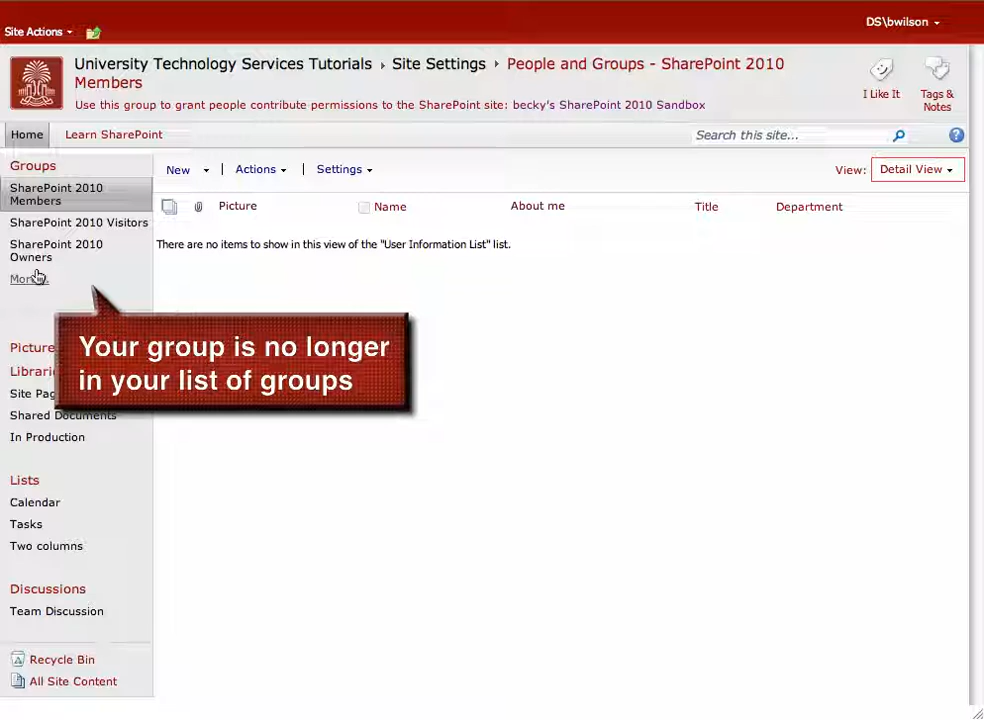 Site Actions
DS\bwilson
University Technology Services Tutorials › Site Settings › People and Groups - SharePoint 2010
Members
Use this group to grant people contribute permissions to the SharePoint site: becky's SharePoint 2010 Sandbox
I Like It
Tags &
Notes
Home
Learn SharePoint
Search this site...
Groups
SharePoint 2010
Members
SharePoint 2010 Visitors
SharePoint 2010
Owners
New
Actions
Settings
View:
Detail View
Picture
Name
About me
Title
Department
There are no items to show in this view of the "User Information List" list.
Your group is no longer
in your list of groups
Site Pag
Shared Documents
In Production
Lists
Calendar
Tasks
Two columns
Discussions
Team Discussion
Recycle Bin
All Site Content